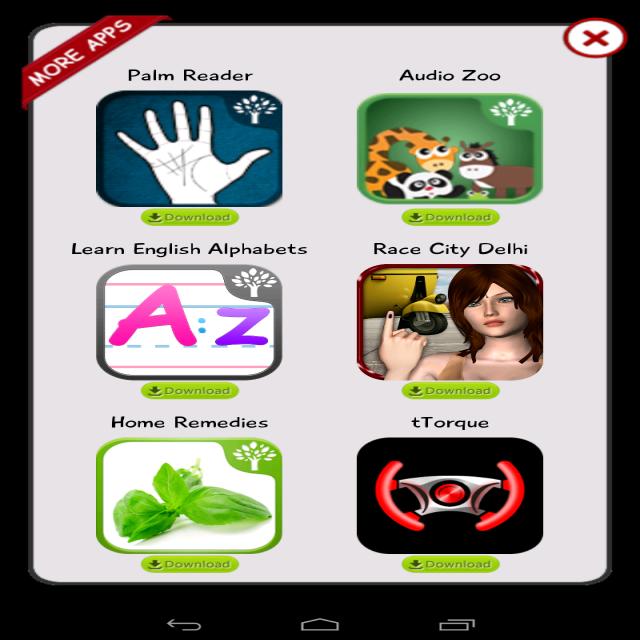 MORE APPS
Palm Reader
Audio Zoo
Download
Download
Learn English Alphabets
Race City Delhi
A:z
Download
Download
Home Remedies
tTorque
Download
Download